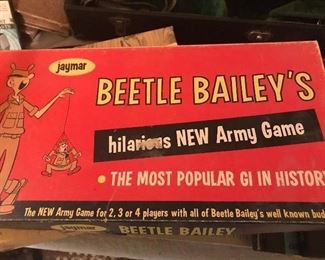 jaymar
BEETLE BAILEY'S
hilarious NEW Army Game
• THE MOST POPULAR GI IN HISTORY
The NEW Army Game for 2, 3 or 4 players with all of Beetle Bailey's well known
jaymar
BEETLE BAILEY